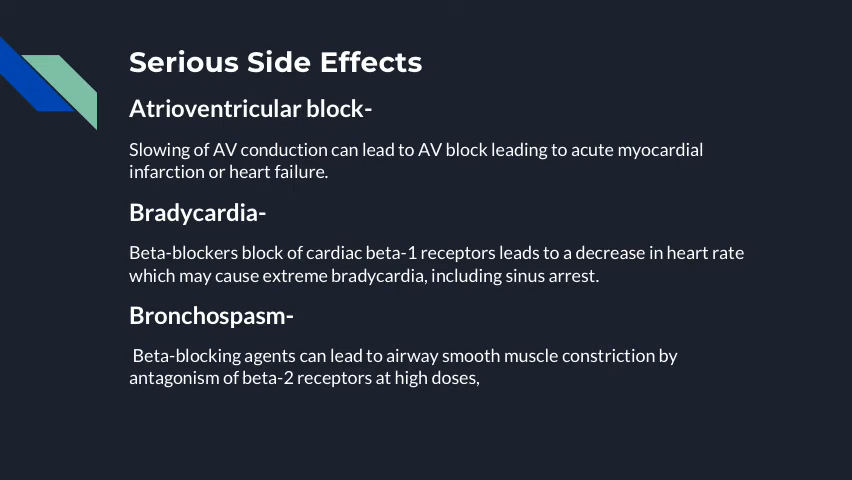 Serious Side Effects
Atrioventricular block-
Slowing of AV conduction can lead to AV block leading to acute myocardial
infarction or heart failure.
Bradycardia-
Beta-blockers block of cardiac beta-1 receptors leads to a decrease in heart rate
which may cause extreme bradycardia, including sinus arrest.
Bronchospasm-
Beta-blocking agents can lead to airway smooth muscle constriction by
antagonism of beta-2 receptors at high doses,